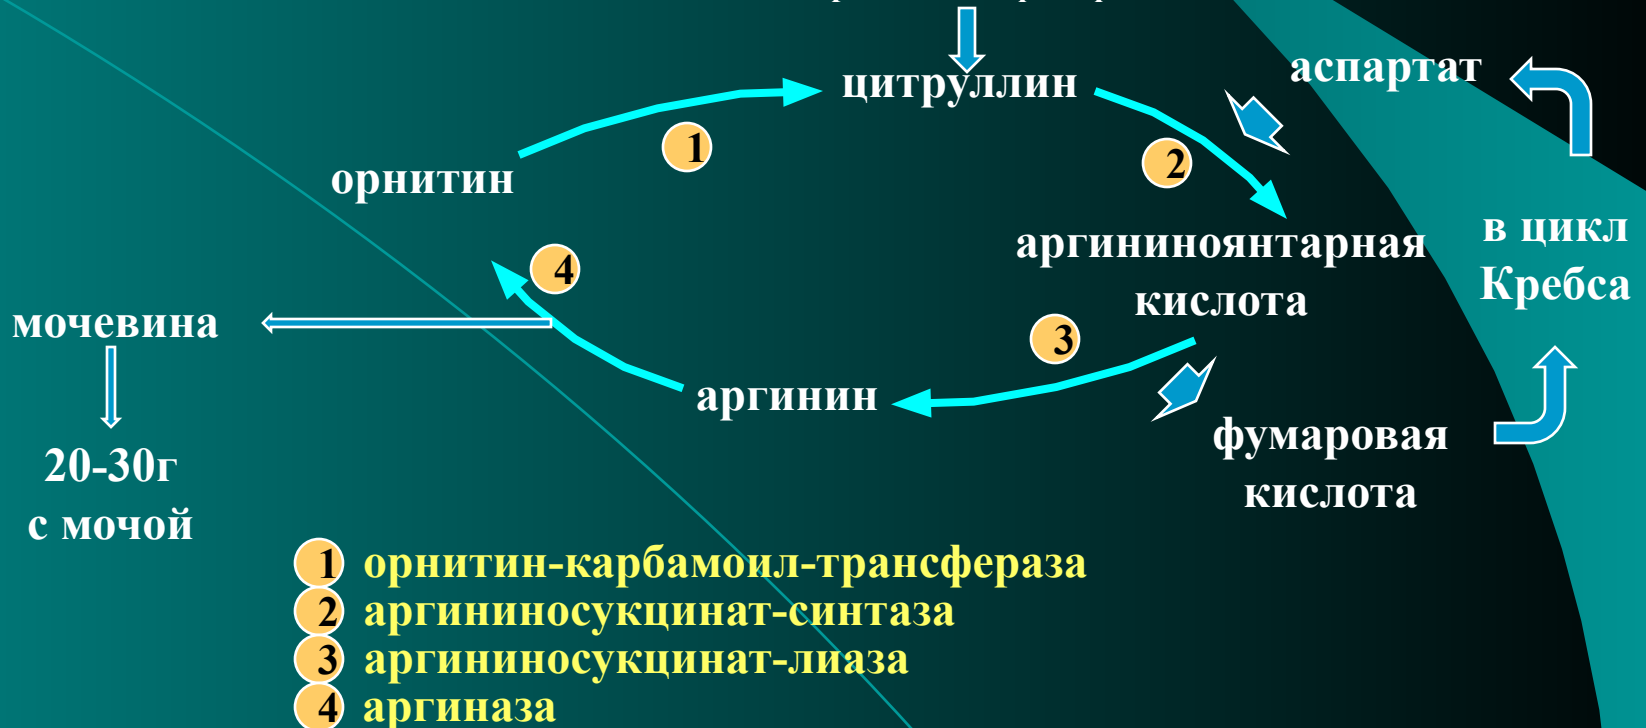 цитруллин
аспартат
1
2
орнитин
аргининоянтарная
кислота
в цикл
Кребса
4
мочевина
3
аргинин
фумаровая
кислота
20-30г
с мочой
1 орнитин-карбамоил-трансфераза
2 аргининосукцинат-синтаза
3 аргининосукцинат-лиаза
4 аргиназа